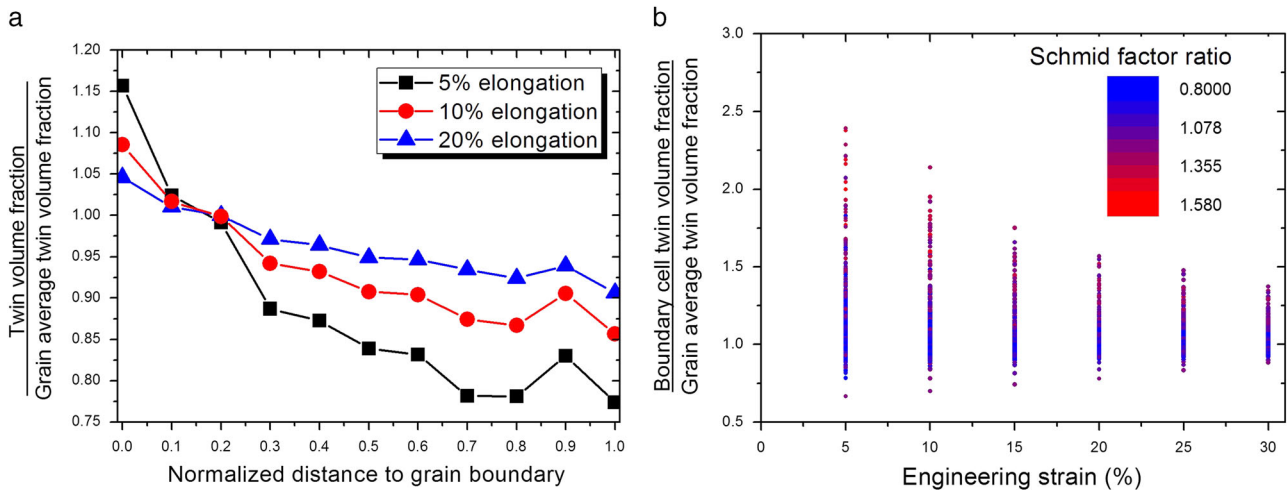 a
1.20
1.15
1.10
1.05
1.00
0.95
0.90
0.85
0.80
0.75
Twin volume fraction
Grain average twin volume fraction
5% elongation
10% elongation
20% elongation
0.0 0.1 0.2 0.3 0.4 0.5 0.6 0.7 0.8 0.9 1.0
Normalized distance to grain boundary
b
3.0
2.5
2.0
1.5
1.0
0.5
Boundary cell twin volume fraction
Grain average twin volume fraction
Schmid factor ratio
0.8000
1.078
1.355
1.580
0 5 10 15 20 25 30
Engineering strain (%)